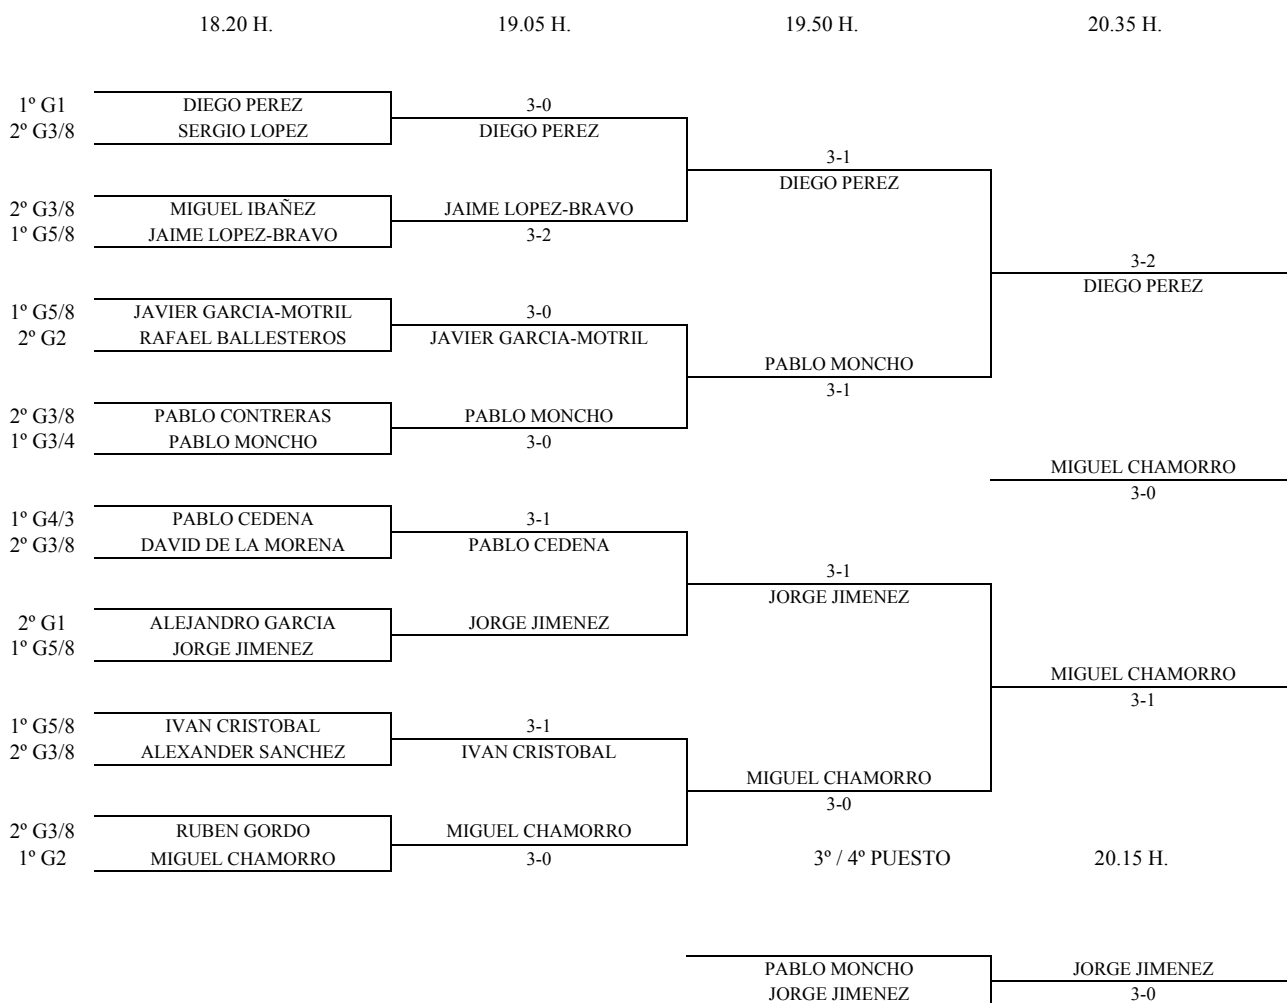 18.20 H. 19.05 H. 19.50 H. 20.35 H.
1º G1 DIEGO PEREZ 3-0
2º G3/8 SERGIO LOPEZ DIEGO PEREZ
3-1
DIEGO PEREZ
2º G3/8 MIGUEL IBAÑEZ JAIME LOPEZ-BRAVO
1º G5/8 JAIME LOPEZ-BRAVO 3-2
3-2
DIEGO PEREZ
1º G5/8 JAVIER GARCIA-MOTRIL 3-0
2º G2 RAFAEL BALLESTEROS JAVIER GARCIA-MOTRIL
PABLO MONCHO
3-1
2º G3/8 PABLO CONTRERAS PABLO MONCHO
1º G3/4 PABLO MONCHO 3-0
MIGUEL CHAMORRO
3-0
1º G4/3 PABLO CEDENA 3-1
2º G3/8 DAVID DE LA MORENA PABLO CEDENA
3-1
JORGE JIMENEZ
2º G1 ALEJANDRO GARCIA JORGE JIMENEZ
1º G5/8 JORGE JIMENEZ
MIGUEL CHAMORRO
3-1
1º G5/8 IVAN CRISTOBAL 3-1
2º G3/8 ALEXANDER SANCHEZ IVAN CRISTOBAL
MIGUEL CHAMORRO
3-0
2º G3/8 RUBEN GORDO MIGUEL CHAMORRO
1º G2 MIGUEL CHAMORRO 3-0 3º / 4º PUESTO 20.15 H.
PABLO MONCHO JORGE JIMENEZ
JORGE JIMENEZ 3-0